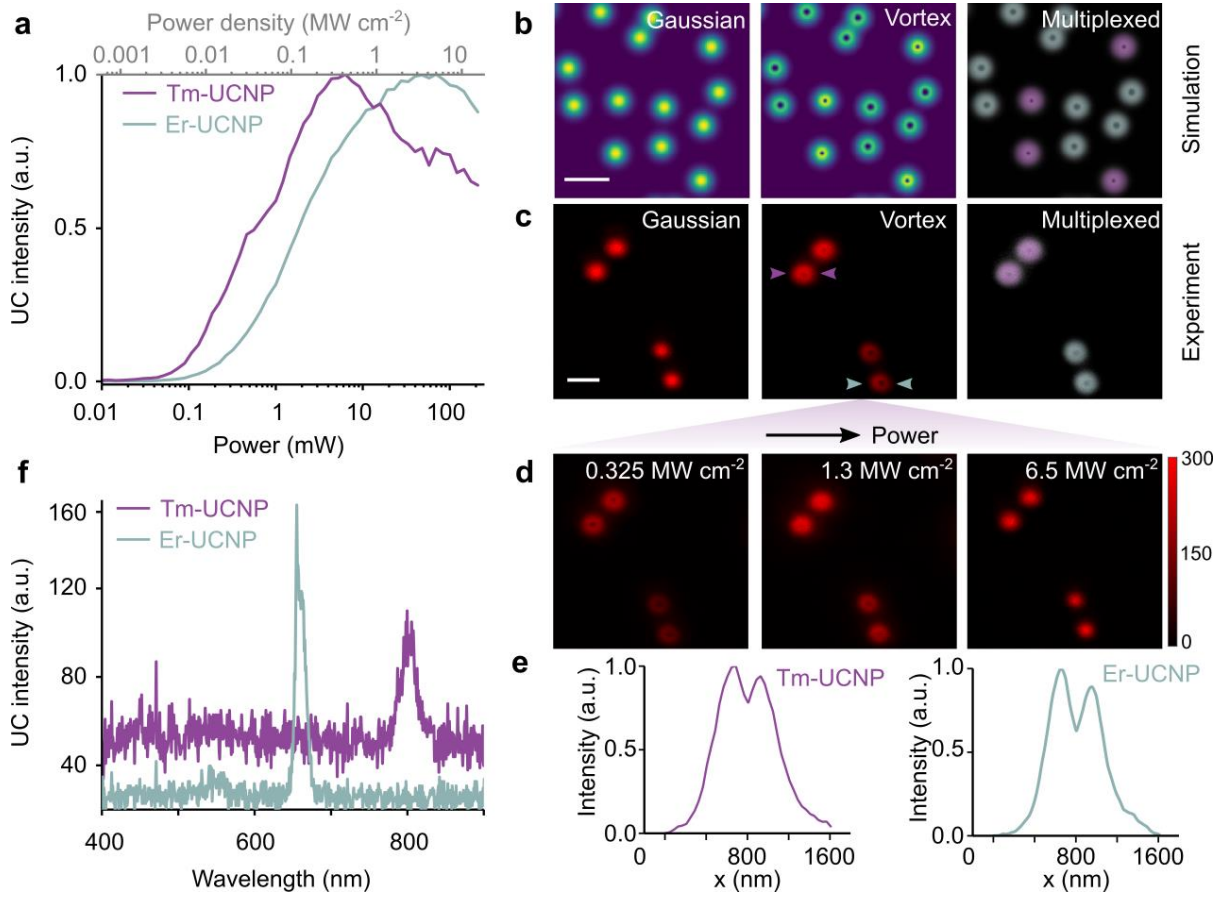 a
Power density (MW cm⁻²)
0.001 0.01 0.1 1 10
1.0
0.5
0.0
UC intensity (a.u.)
Tm-UCNP
Er-UCNP
0.01 0.1 1 10 100
Power (mW)
b
Gaussian
Vortex
Multiplexed
Simulation
c
Gaussian
Vortex
Multiplexed
Experiment
Power
d
0.325 MW cm⁻²
1.3 MW cm⁻²
6.5 MW cm⁻²
300
150
0
e
1.0
0.5
0.0
Intensity (a.u.)
Tm-UCNP
0 800 1600
x (nm)
1.0
0.5
0.0
Intensity (a.u.)
Er-UCNP
0 800 1600
x (nm)
f
160
120
80
40
UC intensity (a.u.)
Tm-UCNP
Er-UCNP
400 600 800
Wavelength (nm)